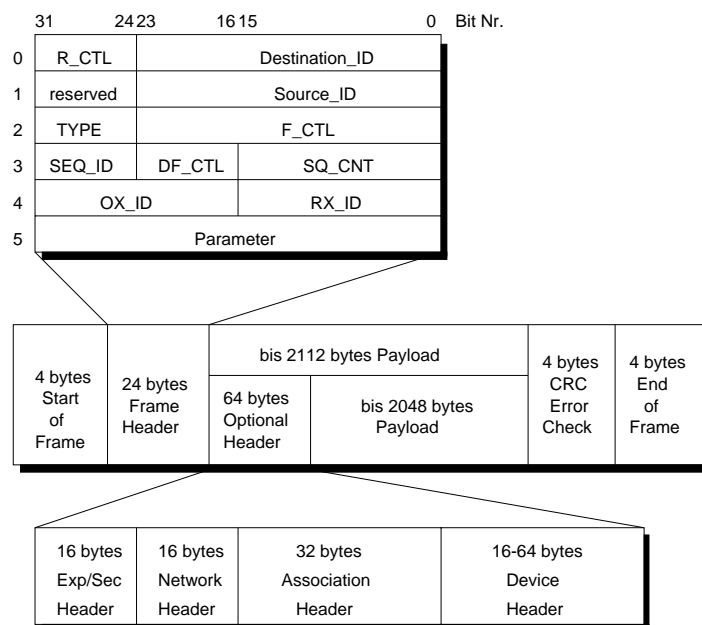 31 24 23 16 15 0 Bit Nr.
0 R_CTL Destination_ID
1 reserved Source_ID
2 TYPE F_CTL
3 SEQ_ID DF_CTL SQ_CNT
4 OX_ID RX_ID
5 Parameter
4 bytes
Start
of
Frame
24 bytes
Frame
Header
bis 2112 bytes Payload
64 bytes
Optional
Header
bis 2048 bytes
Payload
4 bytes
CRC
Error
Check
4 bytes
End
of
Frame
16 bytes
Exp/Sec
Header
16 bytes
Network
Header
32 bytes
Association
Header
16-64 bytes
Device
Header